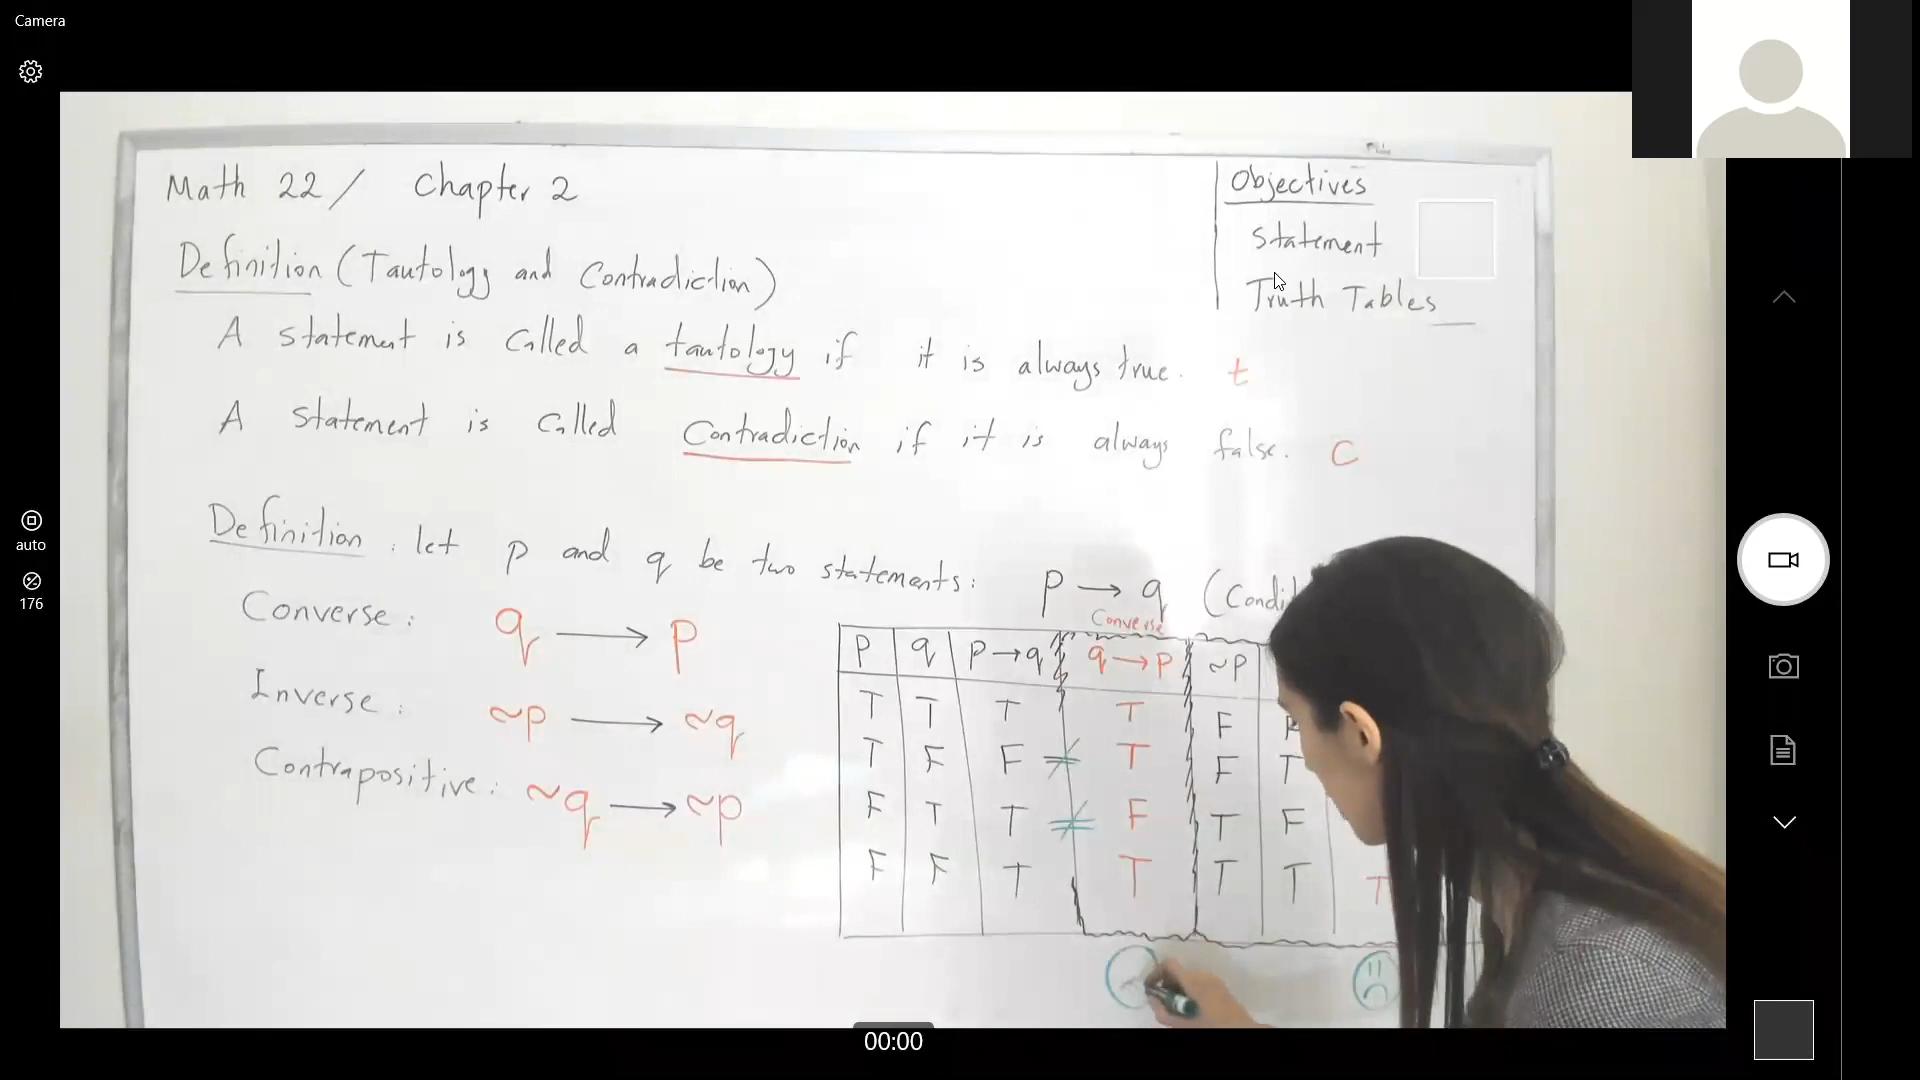 Camera
Math 22 / Chapter 2
Objectives
Statement
Truth Tables
Definition (Tautology and Contradiction)
A statement is called a tautology if it is always true. t
A statement is called Contradiction if it is always false. C
Definition : let p and q be two statements: P → q (Condi
Converse : q → p
Inverse : ~p → ~q
Contrapositive : ~q → ~p
Converse
P q P→q q→P ~P
T T T T F F
T F F ≠ T F T
F T T ≠ F T F
F F T T T T T
auto
176
00:00